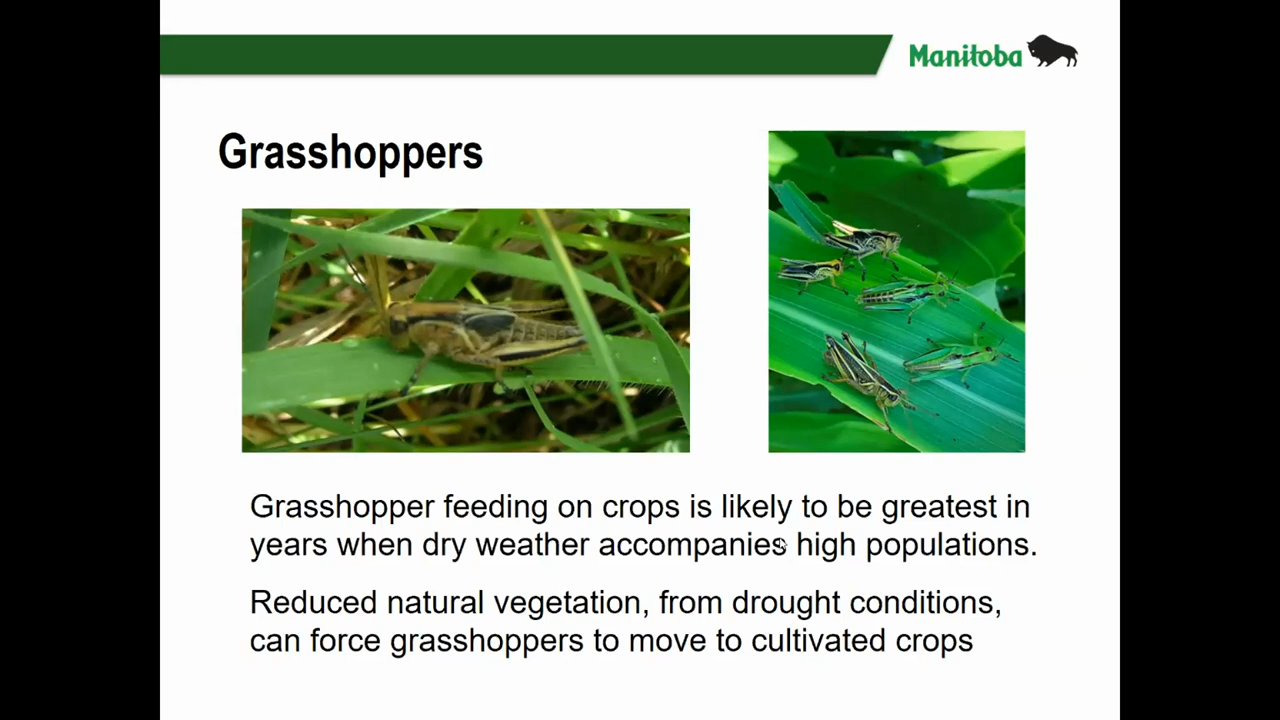 Manitoba
Grasshoppers
Grasshopper feeding on crops is likely to be greatest in
years when dry weather accompanies high populations.
Reduced natural vegetation, from drought conditions,
can force grasshoppers to move to cultivated crops